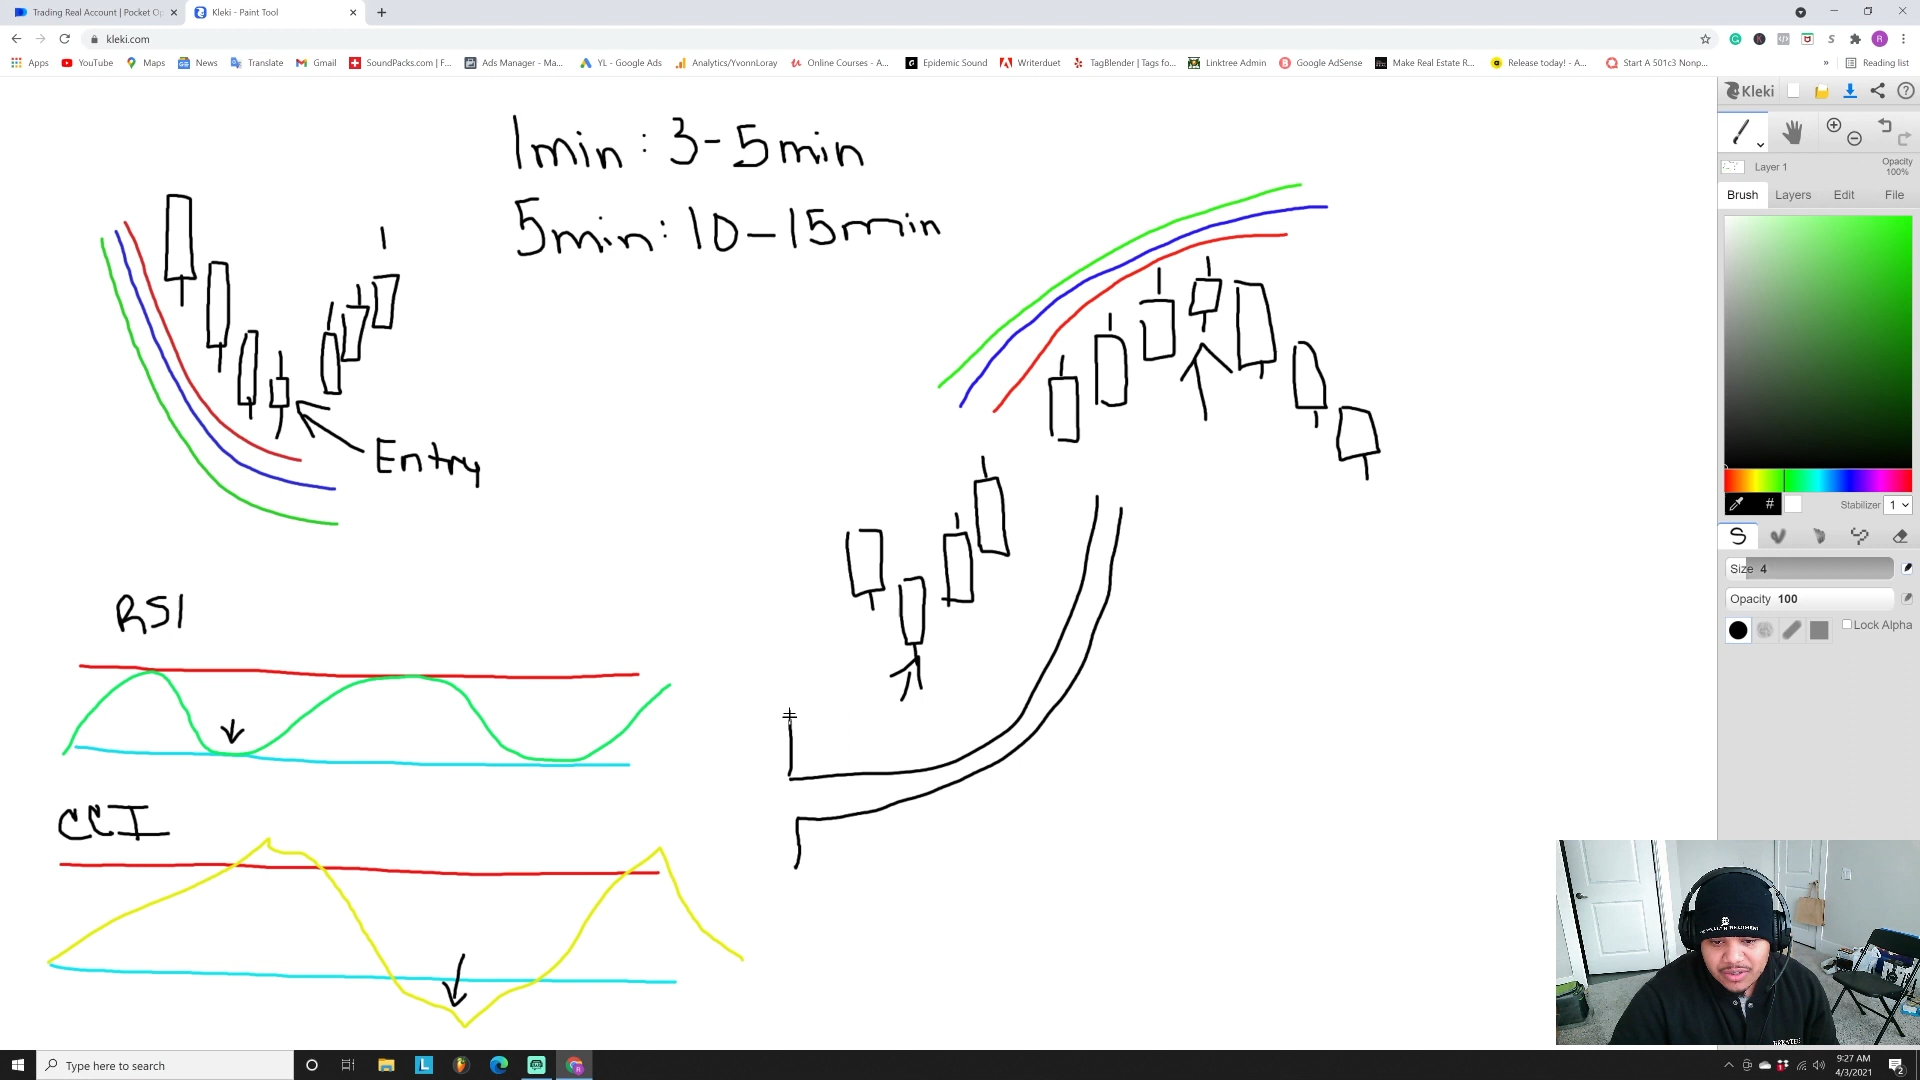 Trading Real Account | Pocket Op
Kleki - Paint Tool
kleki.com
Apps
YouTube
Maps
News
Translate
Gmail
SoundPacks.com | F...
Ads Manager - Ma...
YL - Google Ads
Analytics/YvonnLoray
Online Courses - A...
Epidemic Sound
Writerduet
TagBlender | Tags fo...
Linktree Admin
Google AdSense
Make Real Estate R...
Release today! - A...
Start A 501c3 Nonp...
»
Reading list
Kleki
Layer 1
Opacity
100%
Brush
Layers
Edit
File
#
Stabilizer 1
Size 4
Opacity 100
Lock Alpha
1min : 3-5min
5min: 10-15min
Entry
RSI
CCI
Type here to search
9:27 AM
4/3/2021
2